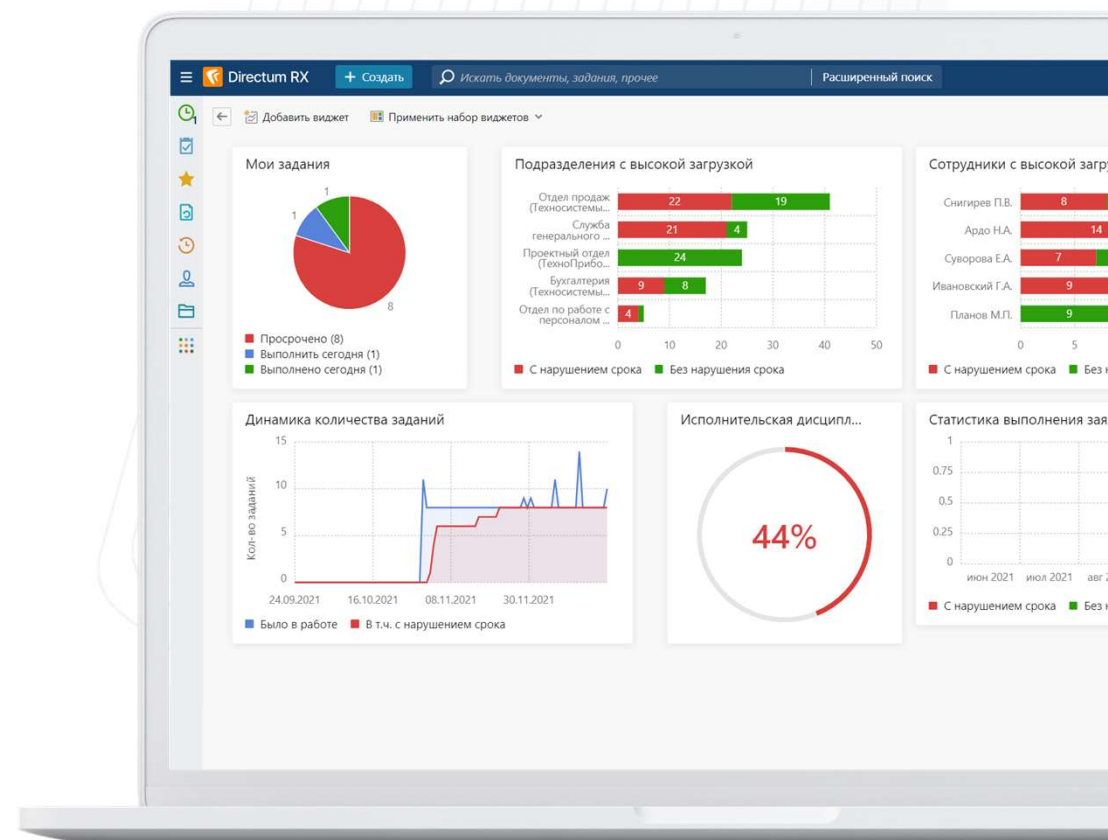 Directum RX
+ Создать
Искать документы, задания, прочее
Расширенный поиск
1
Добавить виджет
Применить набор виджетов
Мои задания
1
1
8
Просрочено (8)
Выполнить сегодня (1)
Выполнено сегодня (1)
Подразделения с высокой загрузкой
Отдел продаж
(Техносистемы...
22 19
Служба
генерального ...
21 4
Проектный отдел
(ТехноПрибо...
24
Бухгалтерия
(Техносистемы...
9 8
Отдел по работе с
персоналом ...
4
0 10 20 30 40 50
С нарушением срока Без нарушения срока
Сотрудники с высокой загру
Снигирев П.В. 8
Ардо Н.А. 14
Суворова Е.А. 7
Ивановский Г.А. 9
Планов М.П. 9
0 5
С нарушением срока Без н
Динамика количества заданий
Кол-во заданий
15
10
5
0
24.09.2021 16.10.2021 08.11.2021 30.11.2021
Было в работе В т.ч. с нарушением срока
Исполнительская дисципл...
44%
Статистика выполнения зая
1
0.75
0.5
0.25
0
июн 2021 июл 2021 авг 2
С нарушением срока Без н